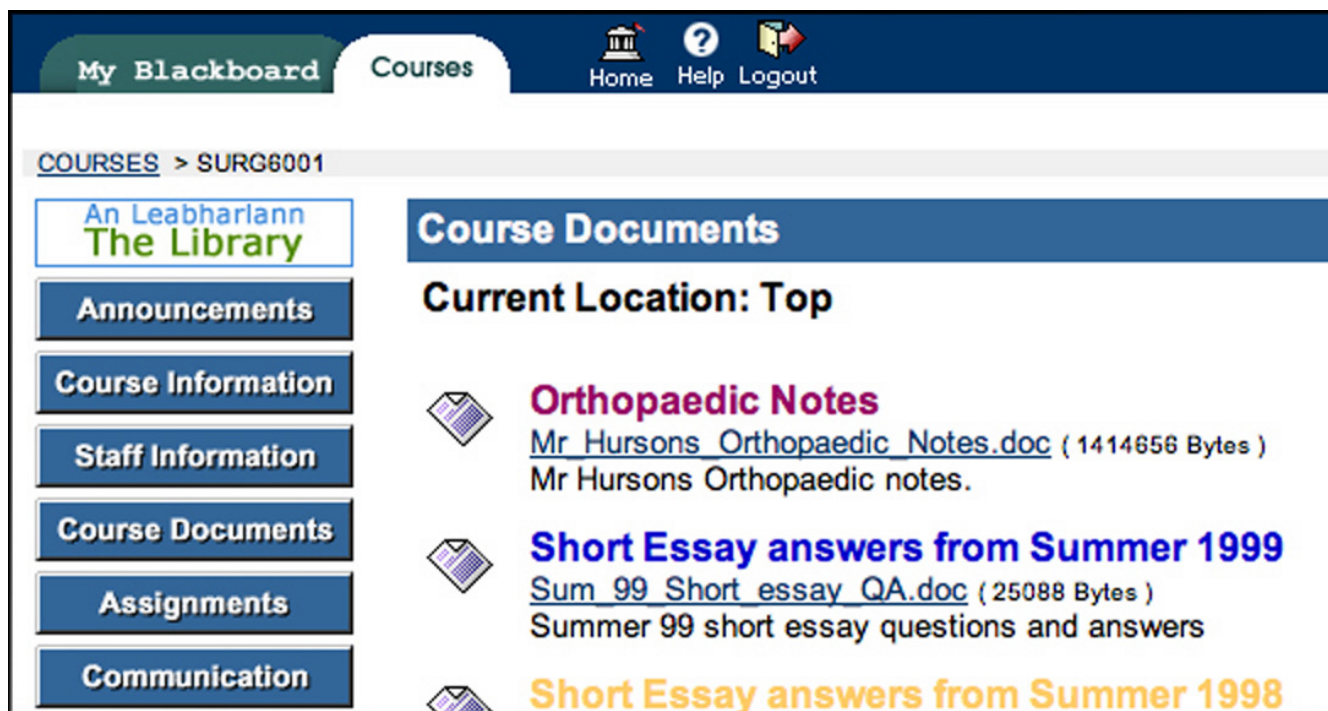 My Blackboard
Courses
Home
Help
Logout
COURSES > SURG6001
An Leabharlann
The Library
Announcements
Course Information
Staff Information
Course Documents
Assignments
Communication
Course Documents
Current Location: Top
Orthopaedic Notes
Mr_Hursons_Orthopaedic_Notes.doc ( 1414656 Bytes )
Mr Hursons Orthopaedic notes.
Short Essay answers from Summer 1999
Sum_99_Short_essay_QA.doc ( 25088 Bytes )
Summer 99 short essay questions and answers
Short Essay answers from Summer 1998